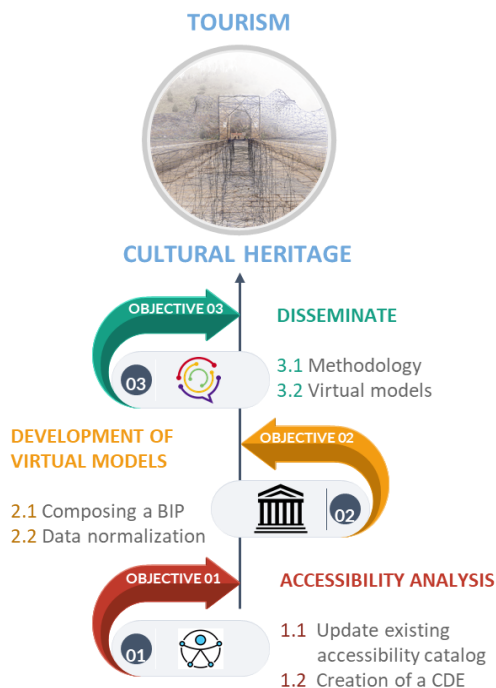 TOURISM
CULTURAL HERITAGE
OBJECTIVE 03
03
DISSEMINATE
3.1 Methodology
3.2 Virtual models
DEVELOPMENT OF
VIRTUAL MODELS
2.1 Composing a BIP
2.2 Data normalization
OBJECTIVE 02
02
OBJECTIVE 01
01
ACCESSIBILITY ANALYSIS
1.1 Update existing
accessibility catalog
1.2 Creation of a CDE